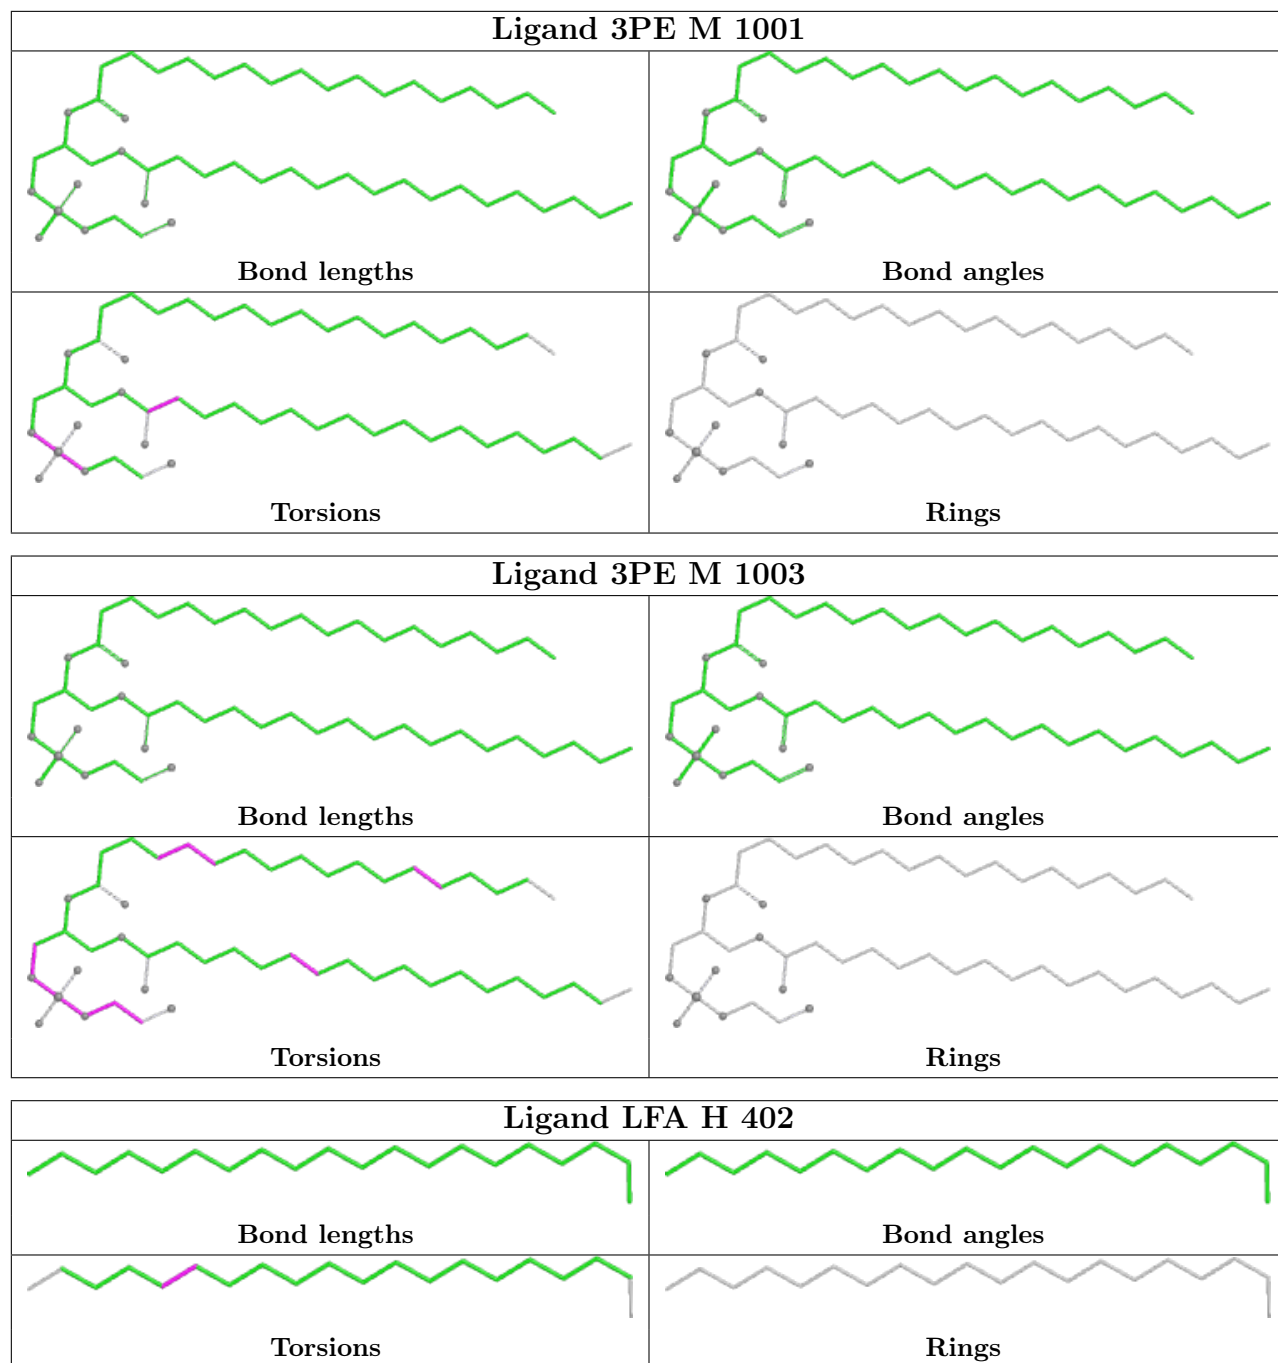 Ligand 3PE M 1001
Bond lengths
Bond angles
Torsions
Rings
Ligand 3PE M 1003
Bond lengths
Bond angles
Torsions
Rings
Ligand LFA H 402
Bond lengths
Bond angles
Torsions
Rings